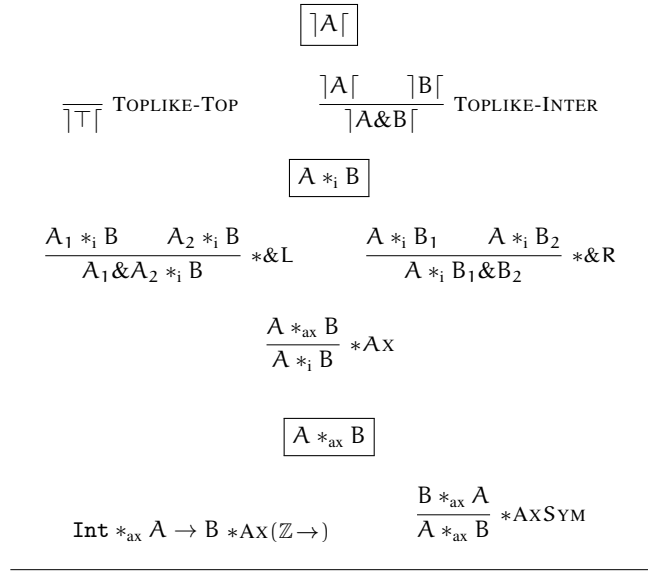 ⌉A⌈
⌉⊤⌈ TOPLIKE-TOP
⌉A⌈ ⌉B⌈
⌉A&B⌈ TOPLIKE-INTER
A *i B
A1 *i B A2 *i B
A1&A2 *i B *&L
A *i B1 A *i B2
A *i B1&B2 *&R
A *ax B
A *i B *AX
A *ax B
Int *ax A → B *AX(ℤ→)
B *ax A
A *ax B *AXSYM